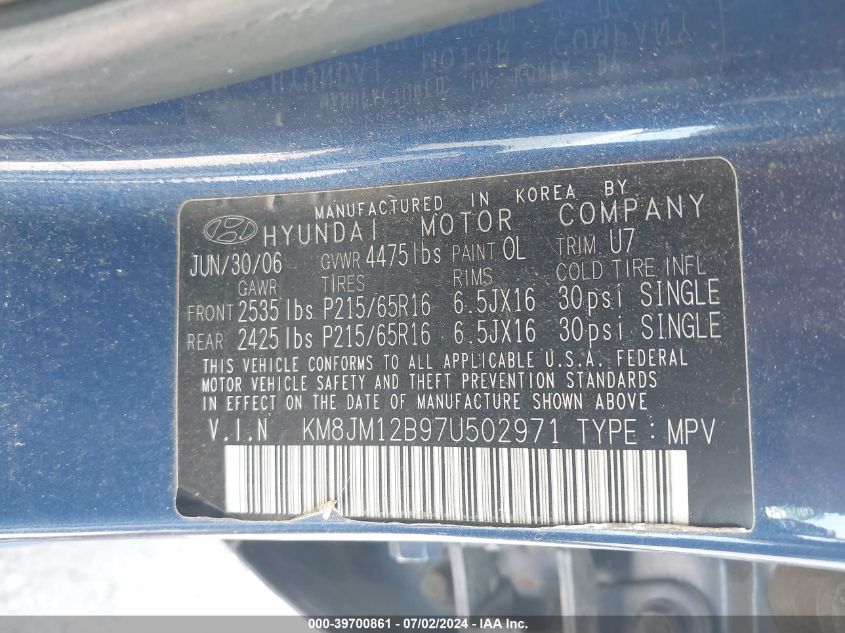 MANUFACTURED IN KOREA BY
HYUNDAI MOTOR COMPANY
JUN/30/06 GVWR 4475lbs PAINT OL TRIM U7
GAWR TIRES RIMS COLD TIRE INFL
FRONT 2535lbs P215/65R16 6.5JX16 30psi SINGLE
REAR 2425lbs P215/65R16 6.5JX16 30psi SINGLE
THIS VEHICLE CONFORMS TO ALL APPLICABLE U.S.A. FEDERAL
MOTOR VEHICLE SAFETY AND THEFT PREVENTION STANDARDS
IN EFFECT ON THE DATE OF MANUFACTURE SHOWN ABOVE
V.I.N KM8JM12B97U502971 TYPE : MPV
000-39700861 - 07/02/2024 - IAAI.com